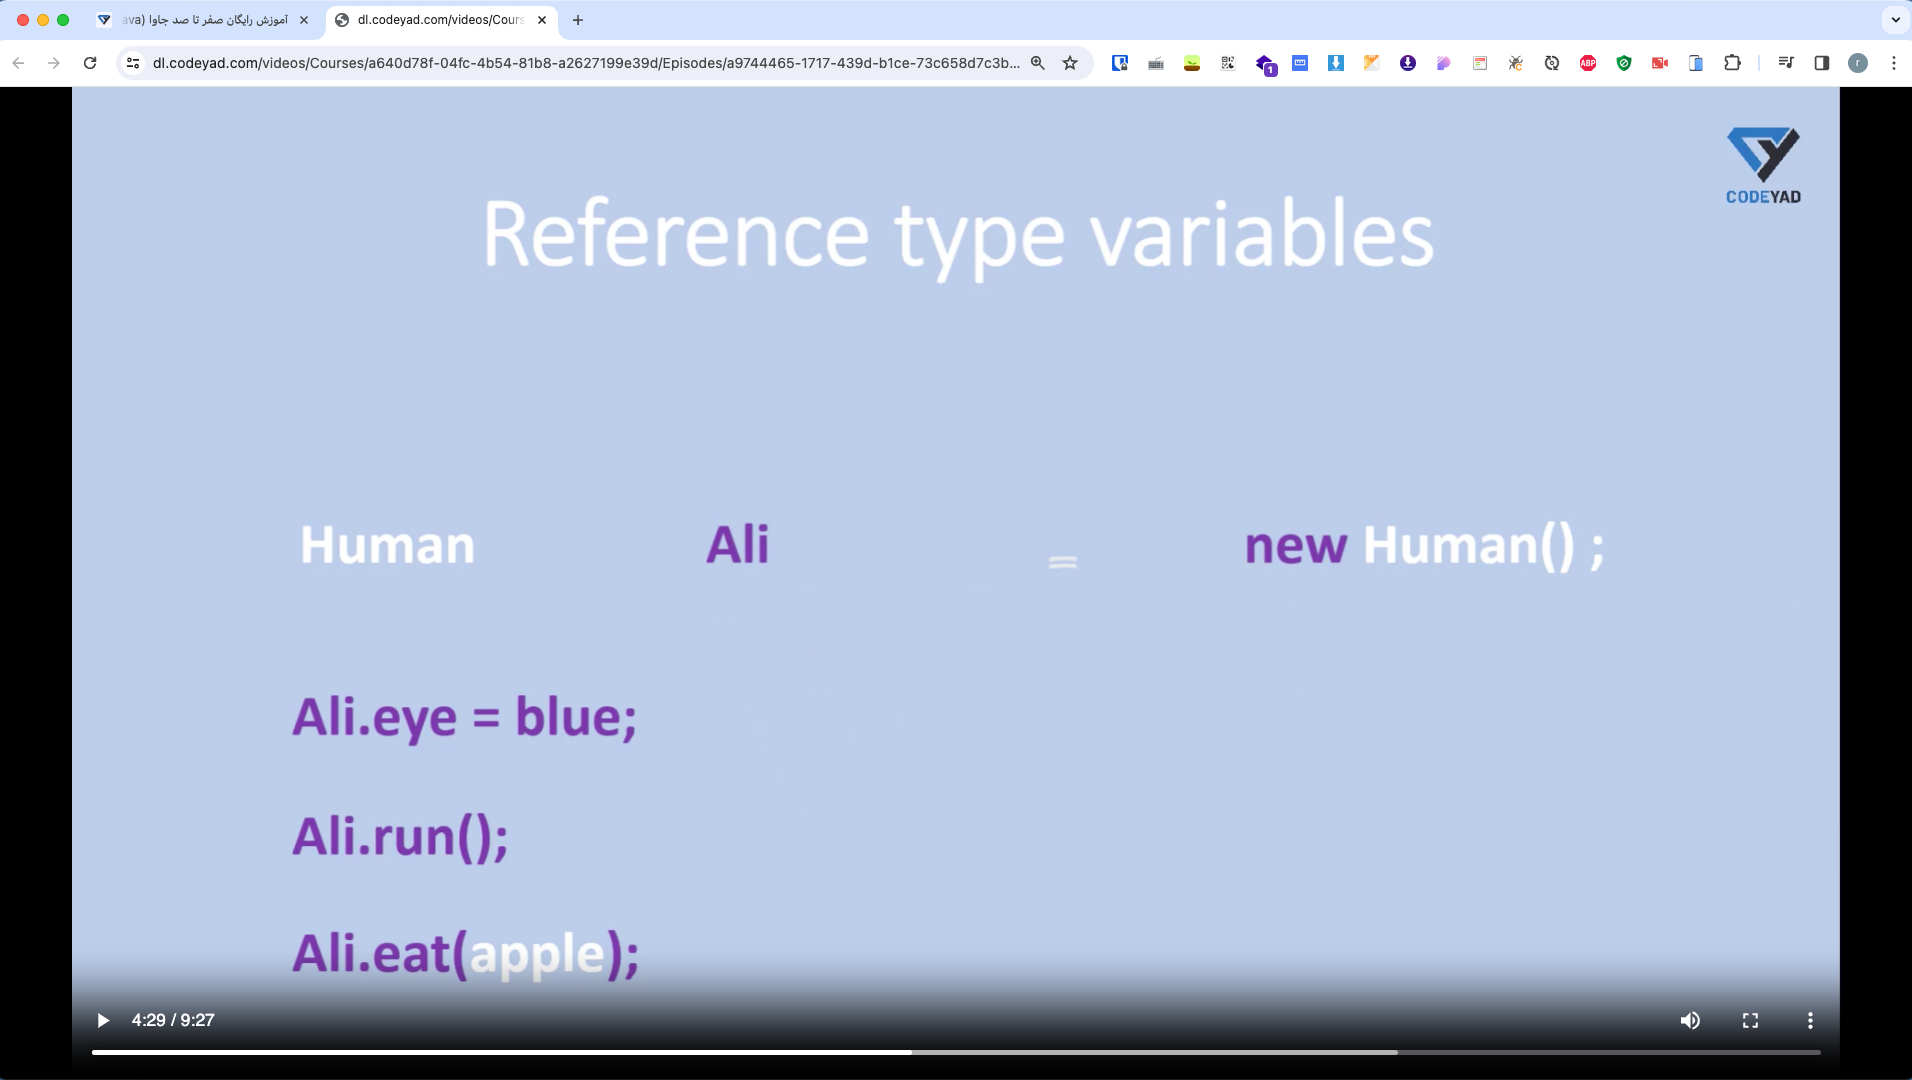 آموزش رایگان صفر تا صد جاوا (ava
dl.codeyad.com/videos/Cours
dl.codeyad.com/videos/Courses/a640d78f-04fc-4b54-81b8-a2627199e39d/Episodes/a9744465-1717-439d-b1ce-73c658d7c3b...
1
ABP
r
CODEYAD
Reference type variables
Human Ali = new Human() ;
Ali.eye = blue;
Ali.run();
Ali.eat(apple);
4:29 / 9:27